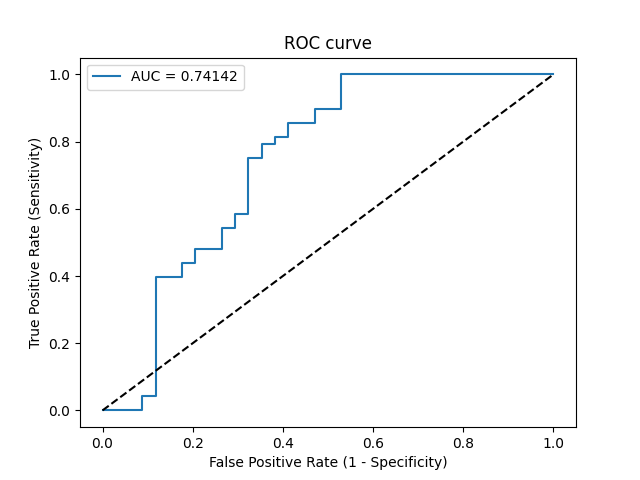 ROC curve
AUC = 0.74142
True Positive Rate (Sensitivity)
1.0
0.8
0.6
0.4
0.2
0.0
0.0 0.2 0.4 0.6 0.8 1.0
False Positive Rate (1 - Specificity)